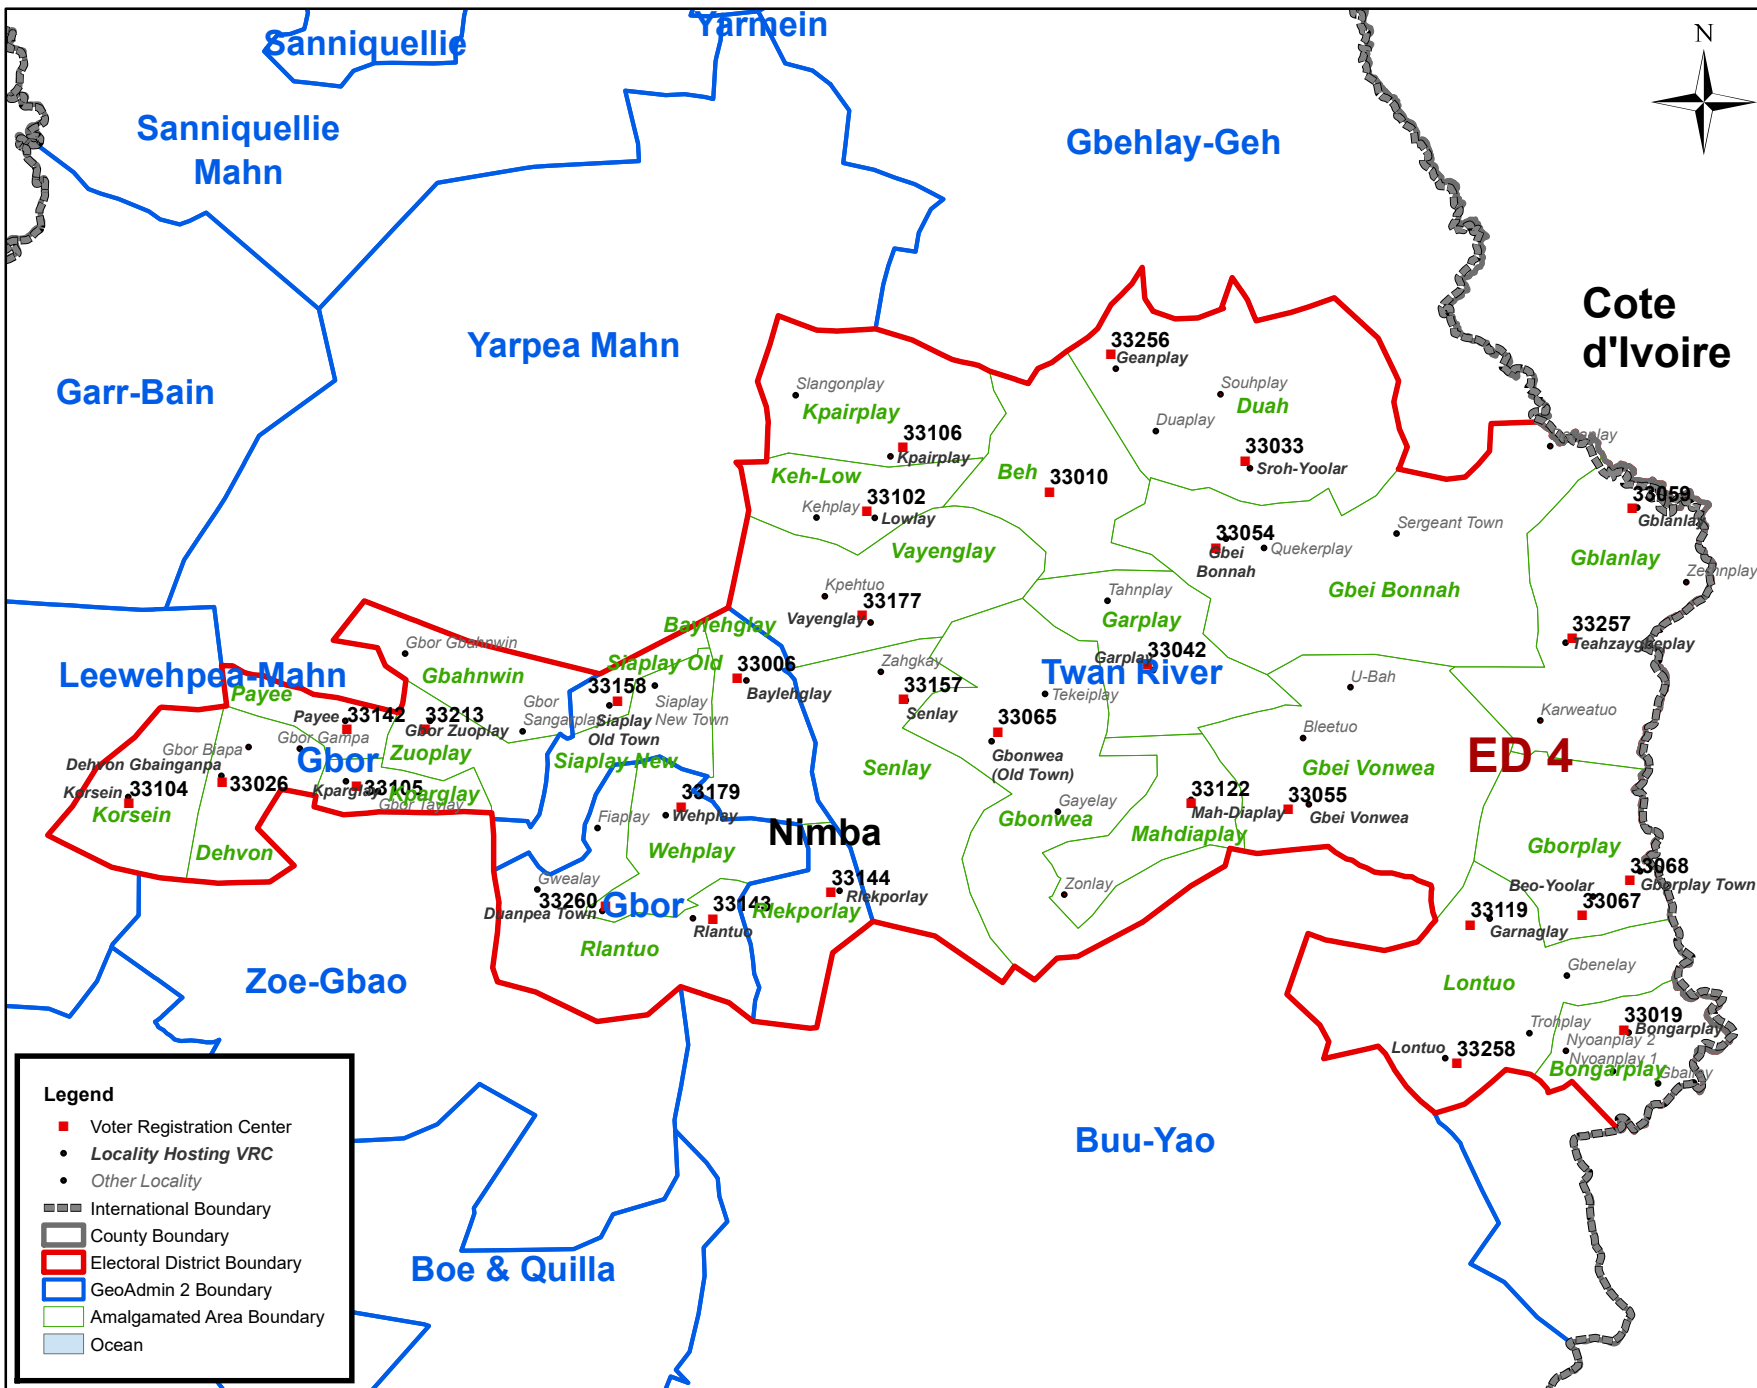 Yarmein
Sanniquellie
N
Sanniquellie
Mahn
Gbehlay-Geh
Cote
d'Ivoire
Yarpea Mahn
Garr-Bain
33256
Geanplay
Slangonplay
Kpairplay
Souhplay
Duah
Duaplay
33106
Kpairplay
33033
Sroh-Yoolar
Keh-Low
Beh
33010
33102
Kehplay
Lowlay
33059
Gblanlay
Sergeant Town
33054
Gbei
Bonnah
Quekerplay
Vayenglay
Gblanlay
Kpehtuo
Tahnplay
Gbei Bonnah
33177
Vayenglay
Garplay
Baylehglay
33257
Teahzaygbeplay
Gbor Gbahnwin
Siaplay Old
33042
Garplay
Leewehpea-Mahn
Gbahnwin
Zahgkay
Twan River
U-Bah
Payee
33006
Baylehglay
33158
Siaplay
Old Town
Siaplay
New Town
33157
Senlay
Tekeiplay
Gbor
Sangarplay
Payee
33142
33213
Gbor Zuoplay
33065
Gbonwea
(Old Town)
Karweatuo
Bleetuo
Gbor Gampa
Gbor Biapa
Zuoplay
Gbor
Siaplay New
Senlay
Gbei Vonwea
ED 4
Dehvon Gbainganpa
33026
Korsein
33104
Kparglay
33105
Kparglay
Gbor Taylay
33179
Wehplay
Gayelay
33122
Mah-Diaplay
33055
Gbei Vonwea
Korsein
Fiaplay
Gbonwea
Nimba
Mahdiaplay
Dehvon
Wehplay
Gborplay
33068
Gborplay Town
Gwealay
33144
Rlekporlay
Zonlay
Beo-Yoolar
33067
33260
Duanpea Town
Gbor
33143
Rlantuo
Rlekporlay
33119
Garnaglay
Rlantuo
Gbenelay
Zoe-Gbao
Lontuo
33019
Bongarplay
Trohplay
Nyoanplay 2
Lontuo
33258
Nyoanplay 1
Bongarplay
Buu-Yao
Boe & Quilla
Legend
Voter Registration Center
Locality Hosting VRC
Other Locality
International Boundary
County Boundary
Electoral District Boundary
GeoAdmin 2 Boundary
Amalgamated Area Boundary
Ocean